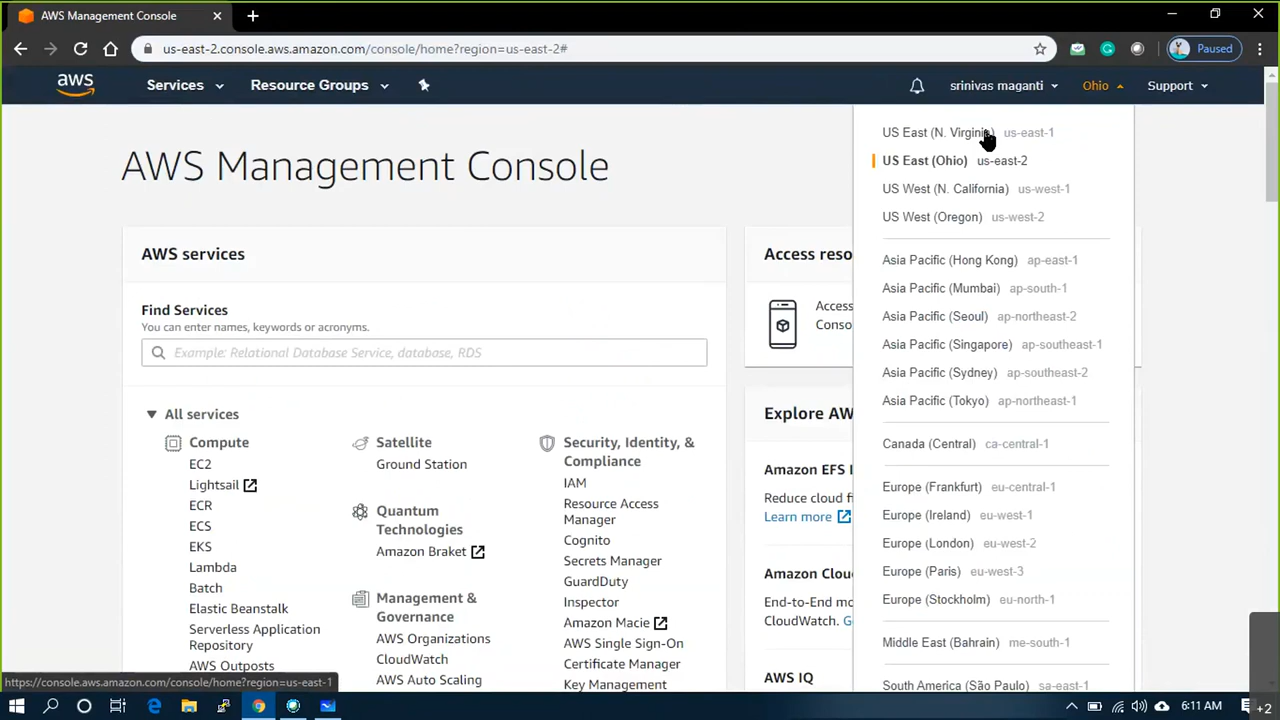 AWS Management Console
us-east-2.console.aws.amazon.com/console/home?region=us-east-2#
Paused
aws
Services
Resource Groups
srinivas maganti
Ohio
Support
AWS Management Console
AWS services
Find Services
You can enter names, keywords or acronyms.
Example: Relational Database Service, database, RDS
All services
Compute
EC2
Lightsail
ECR
ECS
EKS
Lambda
Batch
Elastic Beanstalk
Serverless Application
Repository
AWS Outposts
Satellite
Ground Station
Quantum
Technologies
Amazon Braket
Management &
Governance
AWS Organizations
CloudWatch
AWS Auto Scaling
Security, Identity, &
Compliance
IAM
Resource Access
Manager
Cognito
Secrets Manager
GuardDuty
Inspector
Amazon Macie
AWS Single Sign-On
Certificate Manager
Key Management
Access reso
Access
Conso
Explore AW
Amazon EFS I
Reduce cloud fi
Learn more
Amazon Clou
End-to-End mo
CloudWatch. G
AWS IQ
US East (N. Virginia) us-east-1
US East (Ohio) us-east-2
US West (N. California) us-west-1
US West (Oregon) us-west-2
Asia Pacific (Hong Kong) ap-east-1
Asia Pacific (Mumbai) ap-south-1
Asia Pacific (Seoul) ap-northeast-2
Asia Pacific (Singapore) ap-southeast-1
Asia Pacific (Sydney) ap-southeast-2
Asia Pacific (Tokyo) ap-northeast-1
Canada (Central) ca-central-1
Europe (Frankfurt) eu-central-1
Europe (Ireland) eu-west-1
Europe (London) eu-west-2
Europe (Paris) eu-west-3
Europe (Stockholm) eu-north-1
Middle East (Bahrain) me-south-1
South America (São Paulo) sa-east-1
https://console.aws.amazon.com/console/home?region=us-east-1
6:11 AM
+2